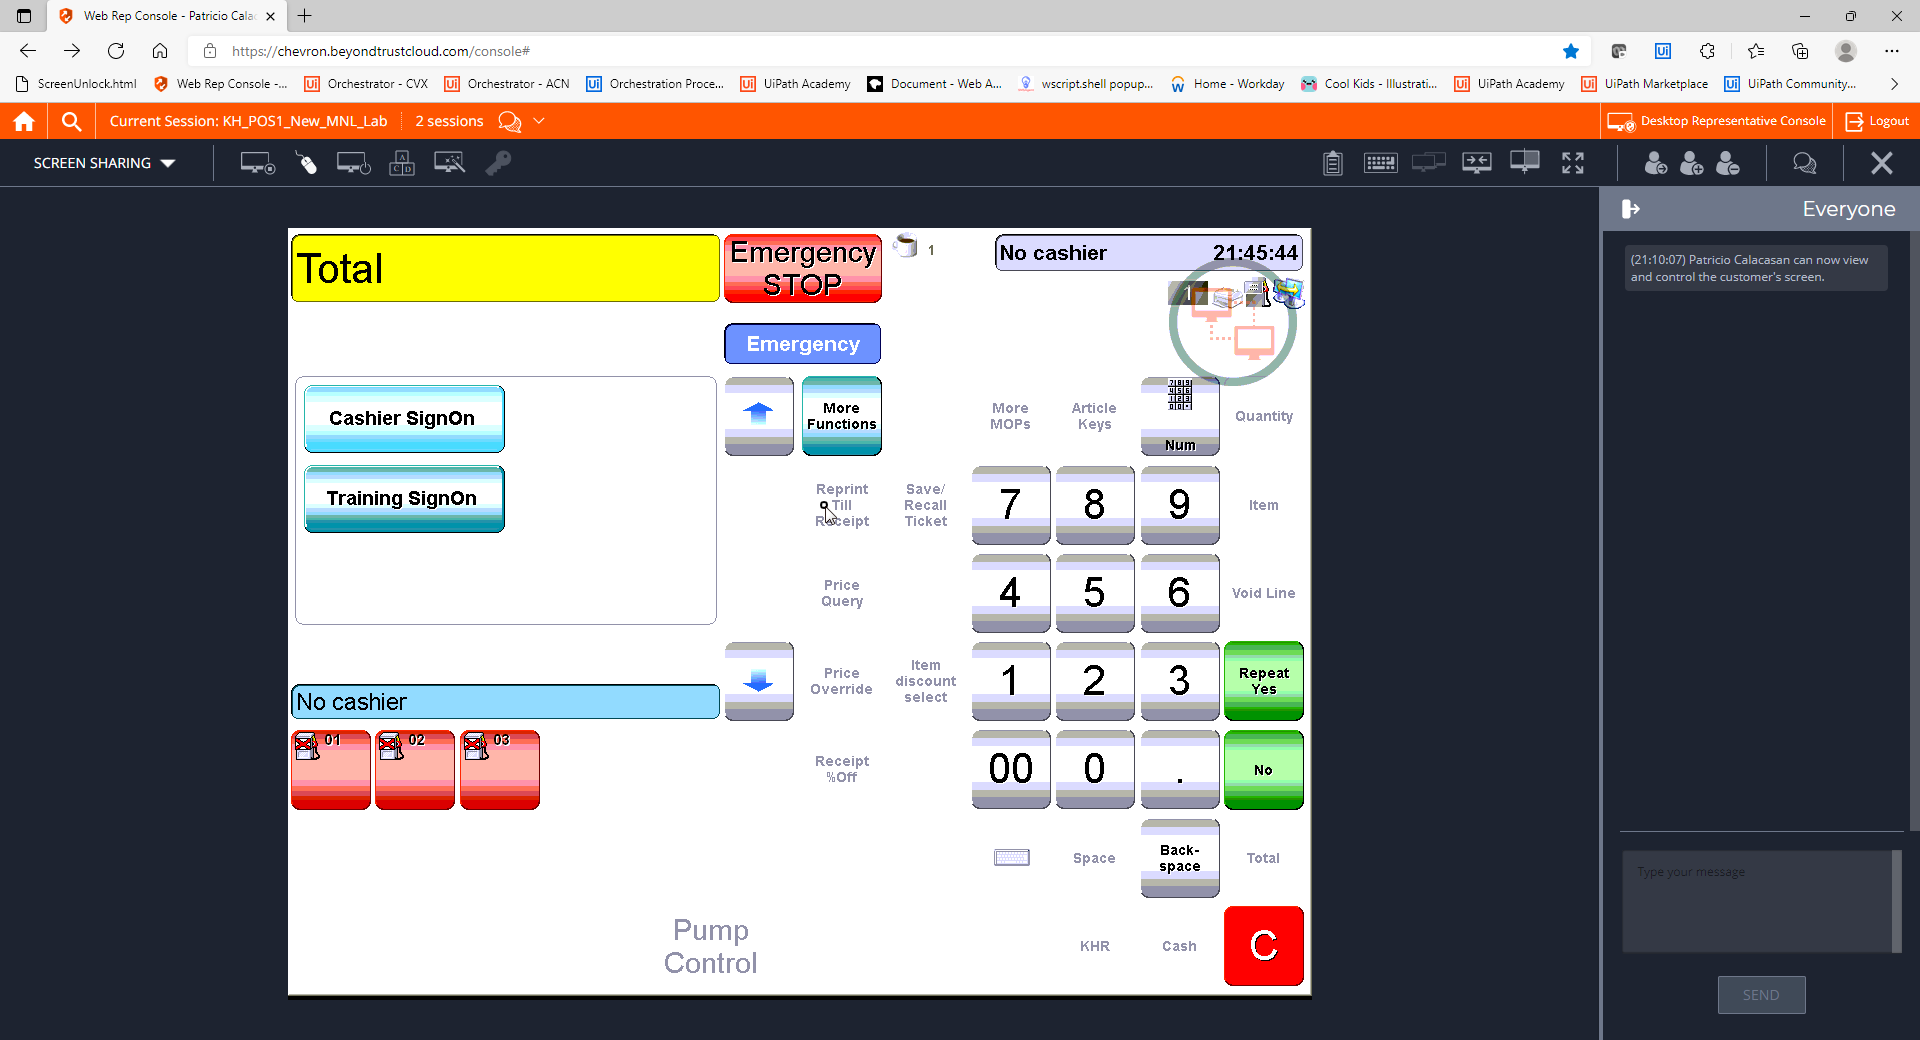 Web Rep Console - Patricio Cala
https://chevron.beyondtrustcloud.com/console#
ScreenUnlock.html
Web Rep Console -...
Orchestrator - CVX
Orchestrator - ACN
Orchestration Proce...
UiPath Academy
Document - Web A...
wscript.shell popup...
Home - Workday
Cool Kids - Illustrati...
UiPath Academy
UiPath Marketplace
UiPath Community...
Current Session: KH_POS1_New_MNL_Lab
2 sessions
Desktop Representative Console
Logout
SCREEN SHARING
Everyone
(21:10:07) Patricio Calacasan can now view
and control the customer's screen.
Total
Emergency
STOP
1
No cashier
21:45:44
1
Emergency
Cashier SignOn
Training SignOn
More
Functions
More
MOPs
Article
Keys
Num
Quantity
Reprint
Till
Receipt
Save/
Recall
Ticket
7
8
9
Item
Price
Query
4
5
6
Void Line
Price
Override
Item
discount
select
1
2
3
Repeat
Yes
No cashier
01
02
03
Receipt
%Off
00
0
.
No
Space
Back-
space
Total
Pump
Control
KHR
Cash
C
Type your message
SEND